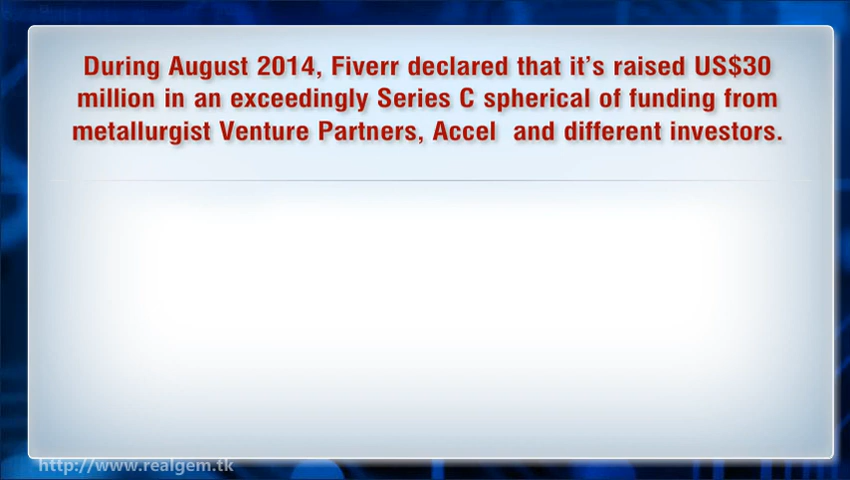 During August 2014, Fiverr declared that it’s raised US$30
million in an exceedingly Series C spherical of funding from
metallurgist Venture Partners, Accel and different investors.
http://www.realgem.tk